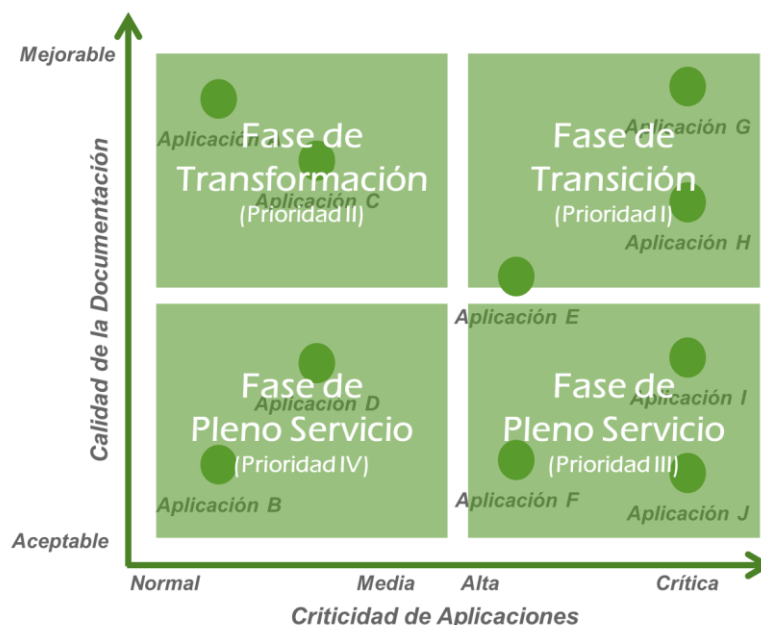 Mejorable
Calidad de la Documentación
Aceptable
Aplicación A
Fase de
Transformación
Aplicación C
(Prioridad II)
Aplicación G
Fase de
Transición
(Prioridad I)
Aplicación H
Aplicación E
Fase de
Aplicación D
Pleno Servicio
(Prioridad IV)
Aplicación B
Fase de
Aplicación I
Pleno Servicio
(Prioridad III)
Aplicación F
Aplicación J
Normal
Media
Alta
Crítica
Criticidad de Aplicaciones